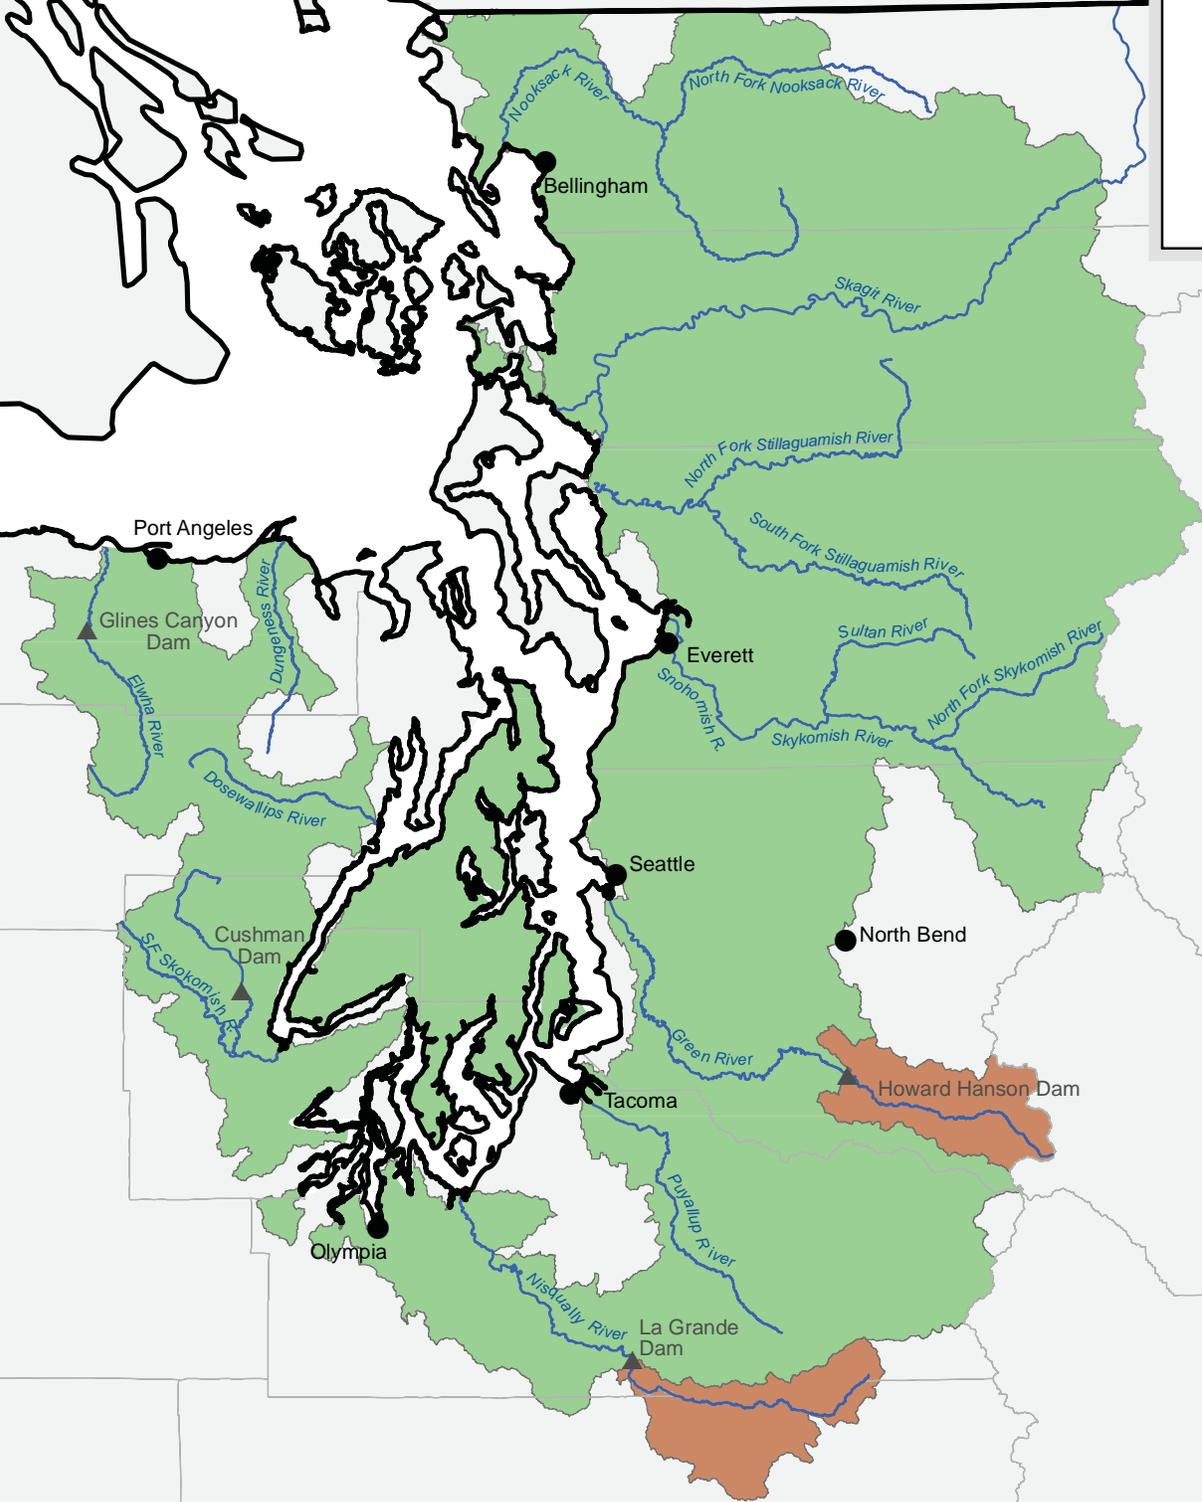 Nooksack River
North Fork Nooksack River
Bellingham
Skagit River
North Fork Stillaguamish River
Port Angeles
South Fork Stillaguamish River
Dungeness River
Glines Canyon
Dam
Sultan River
North Fork Skykomish River
Everett
Elwha River
Snohomish R.
Skykomish River
Dosewallips River
Seattle
North Bend
Cushman
Dam
SF Skokomish R.
Green River
Howard Hanson Dam
Tacoma
Puyallup River
Olympia
Nisqually River
La Grande
Dam